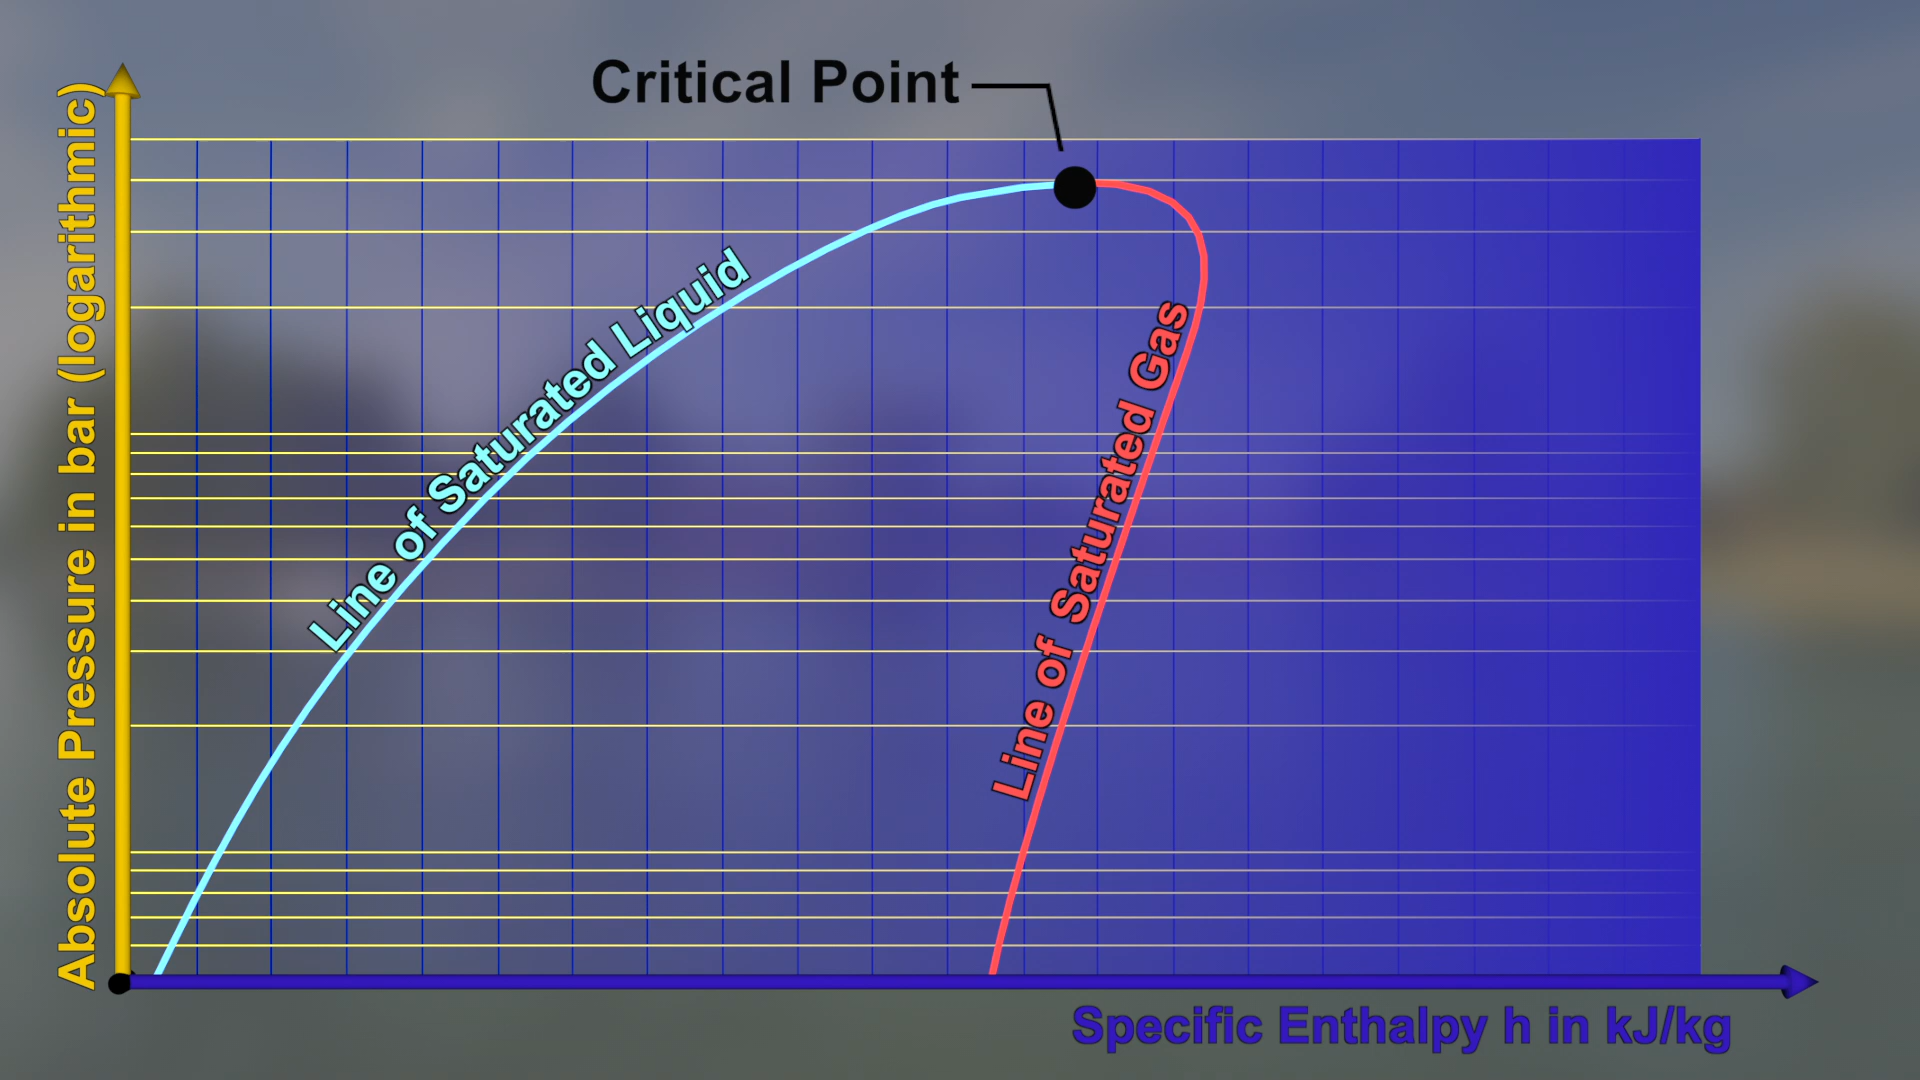 Critical Point
Absolute Pressure in bar (logarithmic)
Line of Saturated Liquid
Line of Saturated Gas
Specific Enthalpy h in kJ/kg